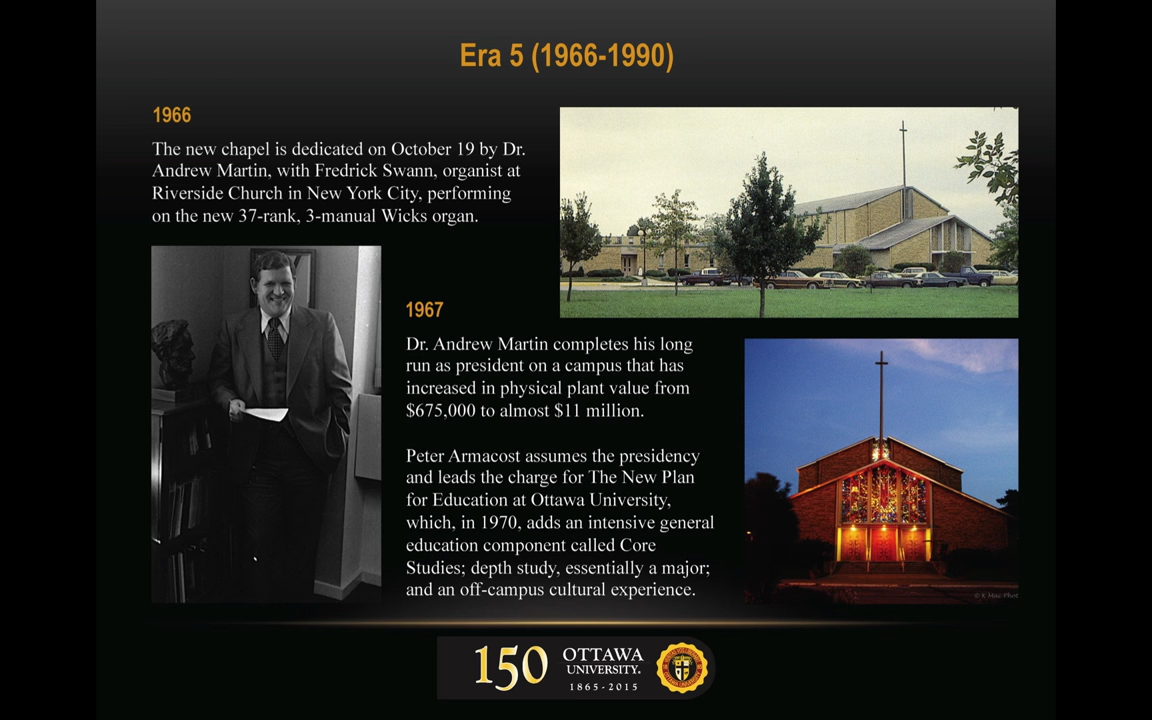 Era 5 (1966-1990)
1966
The new chapel is dedicated on October 19 by Dr.
Andrew Martin, with Fredrick Swann, organist at
Riverside Church in New York City, performing
on the new 37-rank, 3-manual Wicks organ.
1967
Dr. Andrew Martin completes his long
run as president on a campus that has
increased in physical plant value from
$675,000 to almost $11 million.
Peter Armacost assumes the presidency
and leads the charge for The New Plan
for Education at Ottawa University,
which, in 1970, adds an intensive general
education component called Core
Studies; depth study, essentially a major;
and an off-campus cultural experience.
150
OTTAWA
UNIVERSITY.
1865-2015